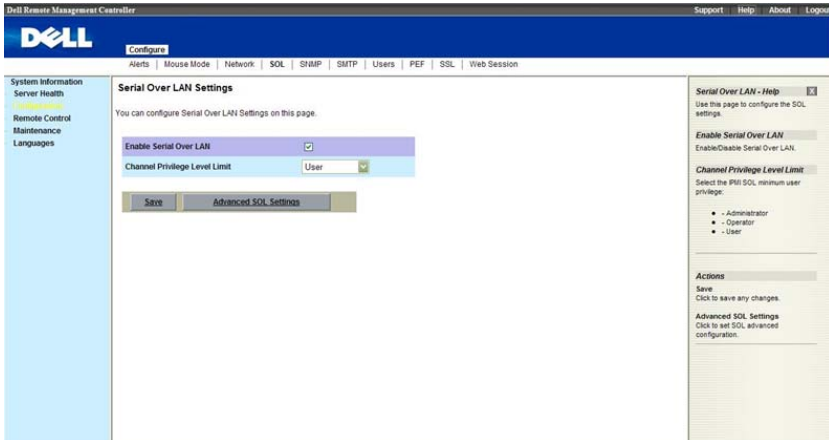 Dell Remote Management Controller
Support Help About Logou
DELL
Configure
Alerts | Mouse Mode | Network | SOL | SNMP | SMTP | Users | PEF | SSL | Web Session
System Information
Server Health
Configuration
Remote Control
Maintenance
Languages
Serial Over LAN Settings
You can configure Serial Over LAN Settings on this page.
Enable Serial Over LAN
Channel Privilege Level Limit User
Save Advanced SOL Settings
Serial Over LAN - Help X
Use this page to configure the SOL
settings.
Enable Serial Over LAN
Enable/Disable Serial Over LAN.
Channel Privilege Level Limit
Select the IPMI SOL minimum user
privilege:
- Administrator
- Operator
- User
Actions
Save
Click to save any changes.
Advanced SOL Settings
Click to set SOL advanced
configuration.